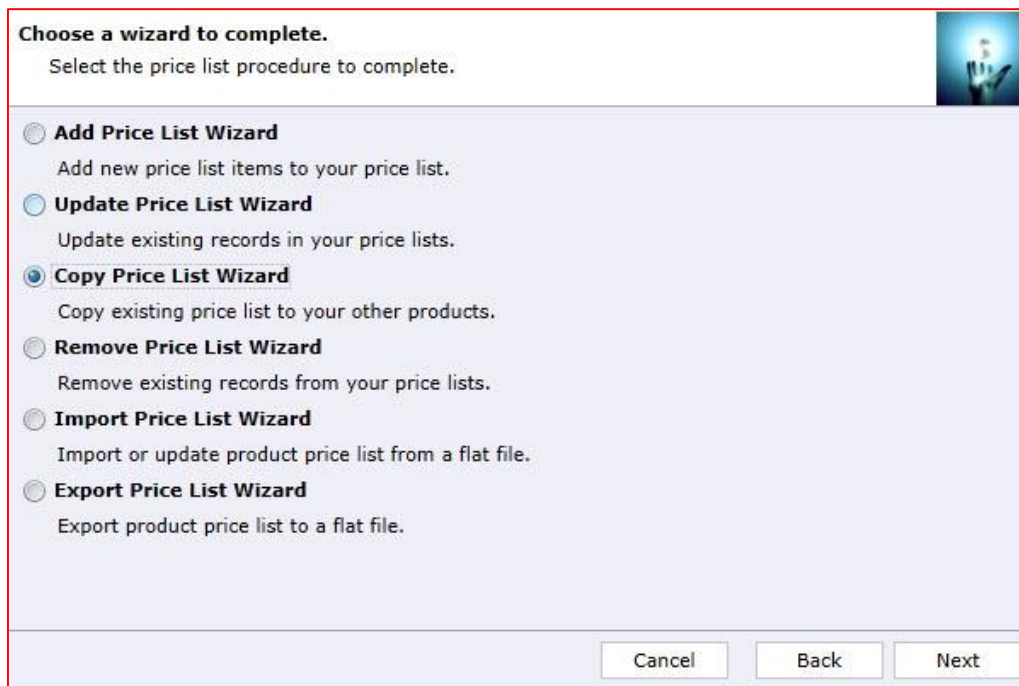 Choose a wizard to complete.
Select the price list procedure to complete.
Add Price List Wizard
Add new price list items to your price list.
Update Price List Wizard
Update existing records in your price lists.
Copy Price List Wizard
Copy existing price list to your other products.
Remove Price List Wizard
Remove existing records from your price lists.
Import Price List Wizard
Import or update product price list from a flat file.
Export Price List Wizard
Export product price list to a flat file.
Cancel Back Next